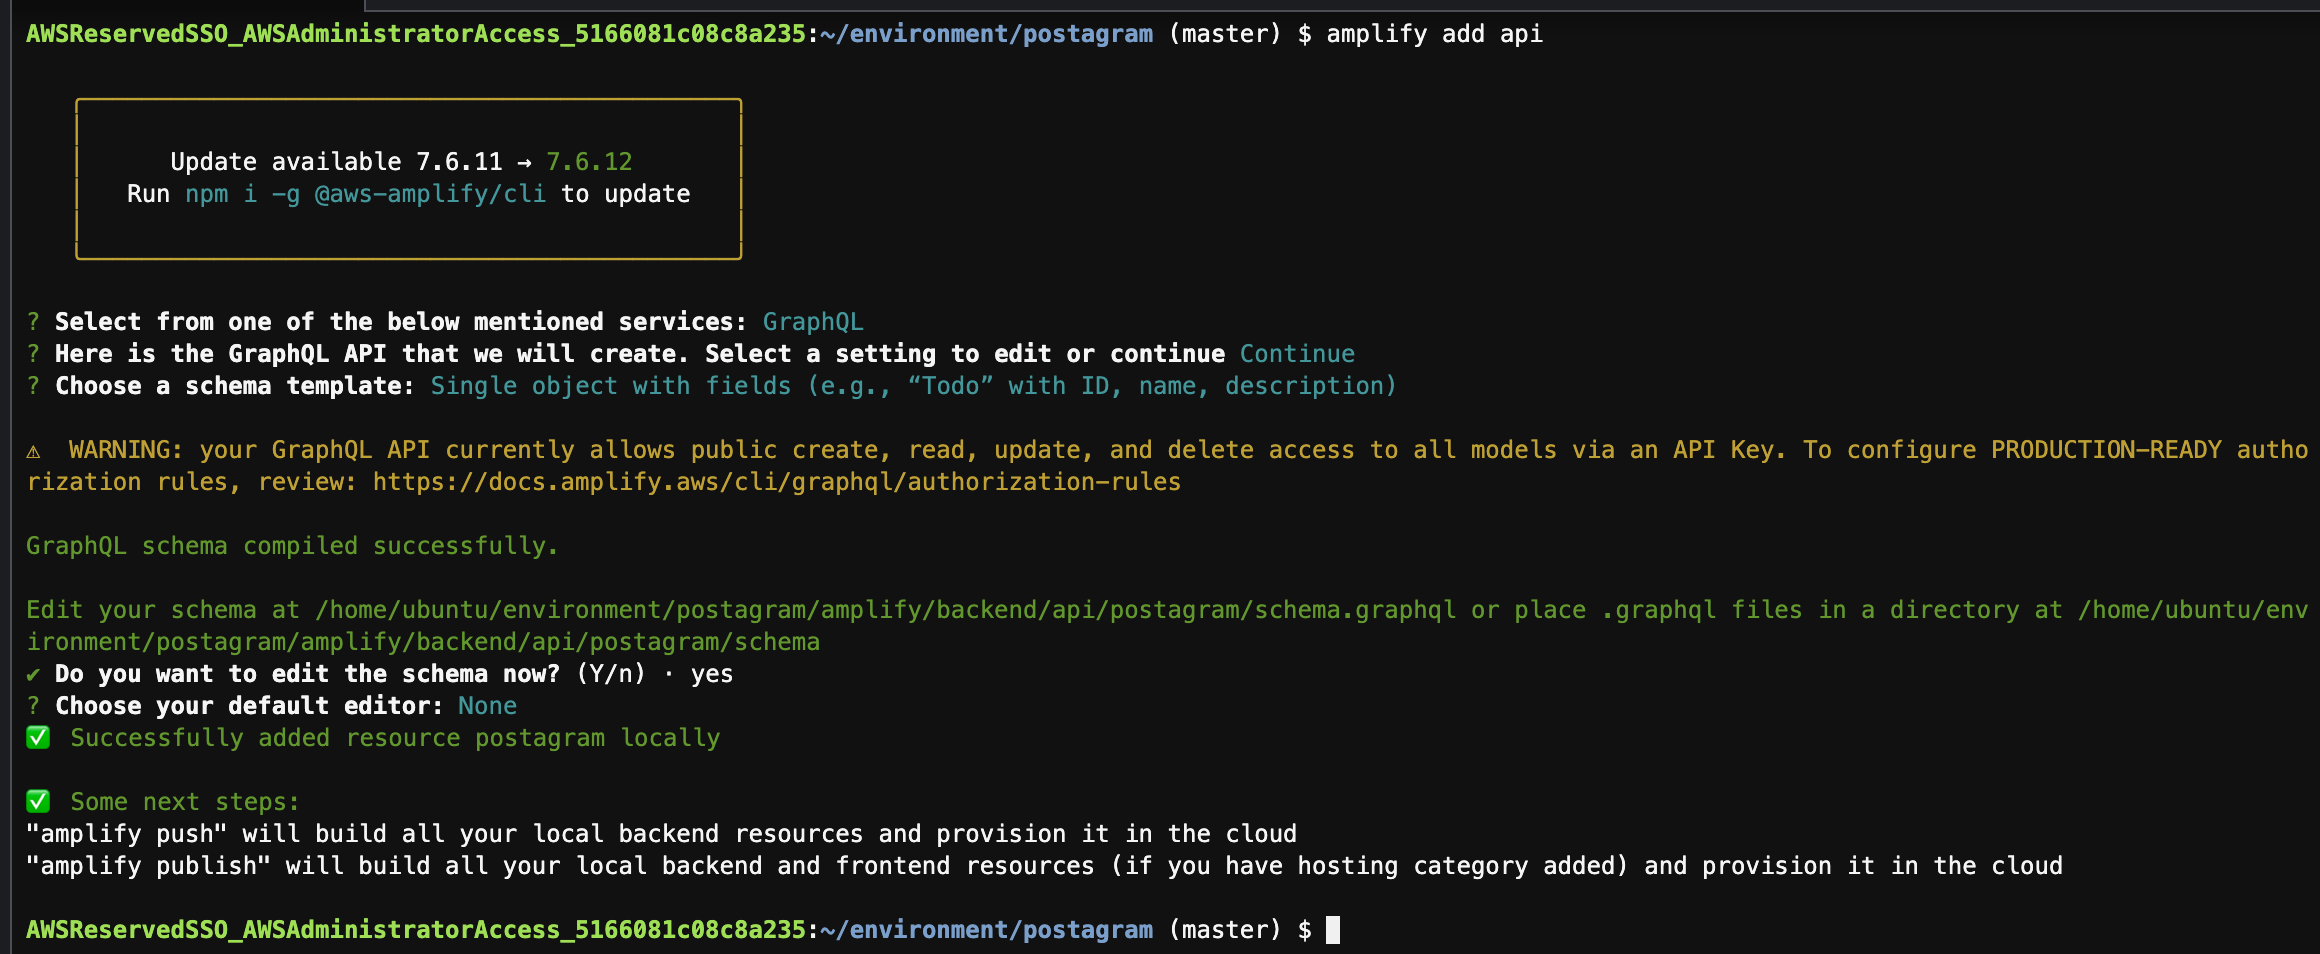 AWSReservedSSO_AWSAdministratorAccess_5166081c08c8a235:~/environment/postagram (master) $ amplify add api
Update available 7.6.11 → 7.6.12
Run npm i -g @aws-amplify/cli to update
? Select from one of the below mentioned services: GraphQL
? Here is the GraphQL API that we will create. Select a setting to edit or continue Continue
? Choose a schema template: Single object with fields (e.g., “Todo” with ID, name, description)
⚠ WARNING: your GraphQL API currently allows public create, read, update, and delete access to all models via an API Key. To configure PRODUCTION-READY autho
rization rules, review: https://docs.amplify.aws/cli/graphql/authorization-rules
GraphQL schema compiled successfully.
Edit your schema at /home/ubuntu/environment/postagram/amplify/backend/api/postagram/schema.graphql or place .graphql files in a directory at /home/ubuntu/env
ironment/postagram/amplify/backend/api/postagram/schema
✔ Do you want to edit the schema now? (Y/n) · yes
? Choose your default editor: None
✅ Successfully added resource postagram locally
✅ Some next steps:
"amplify push" will build all your local backend resources and provision it in the cloud
"amplify publish" will build all your local backend and frontend resources (if you have hosting category added) and provision it in the cloud
AWSReservedSSO_AWSAdministratorAccess_5166081c08c8a235:~/environment/postagram (master) $